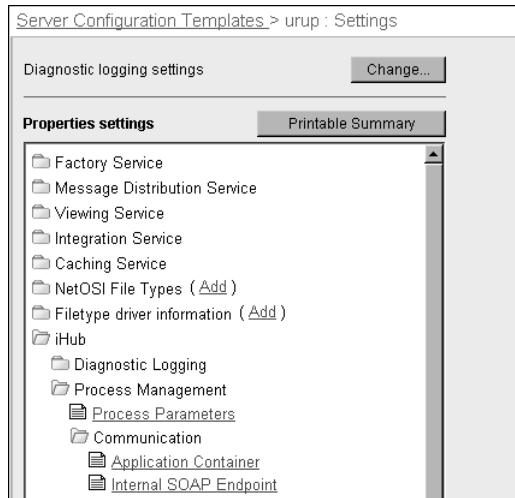 Server Configuration Templates > urup : Settings
Diagnostic logging settings
Change...
Properties settings
Printable Summary
Factory Service
Message Distribution Service
Viewing Service
Integration Service
Caching Service
NetOSI File Types ( Add )
Filetype driver information ( Add )
iHub
Diagnostic Logging
Process Management
Process Parameters
Communication
Application Container
Internal SOAP Endpoint